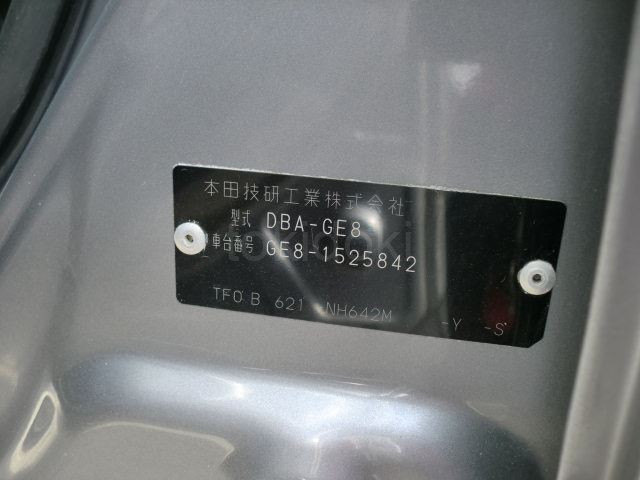 本田技研工業株式会社
型式 DBA-GE8
車台番号 GE8-1525842
TF0 B 621 NH642M -Y -S